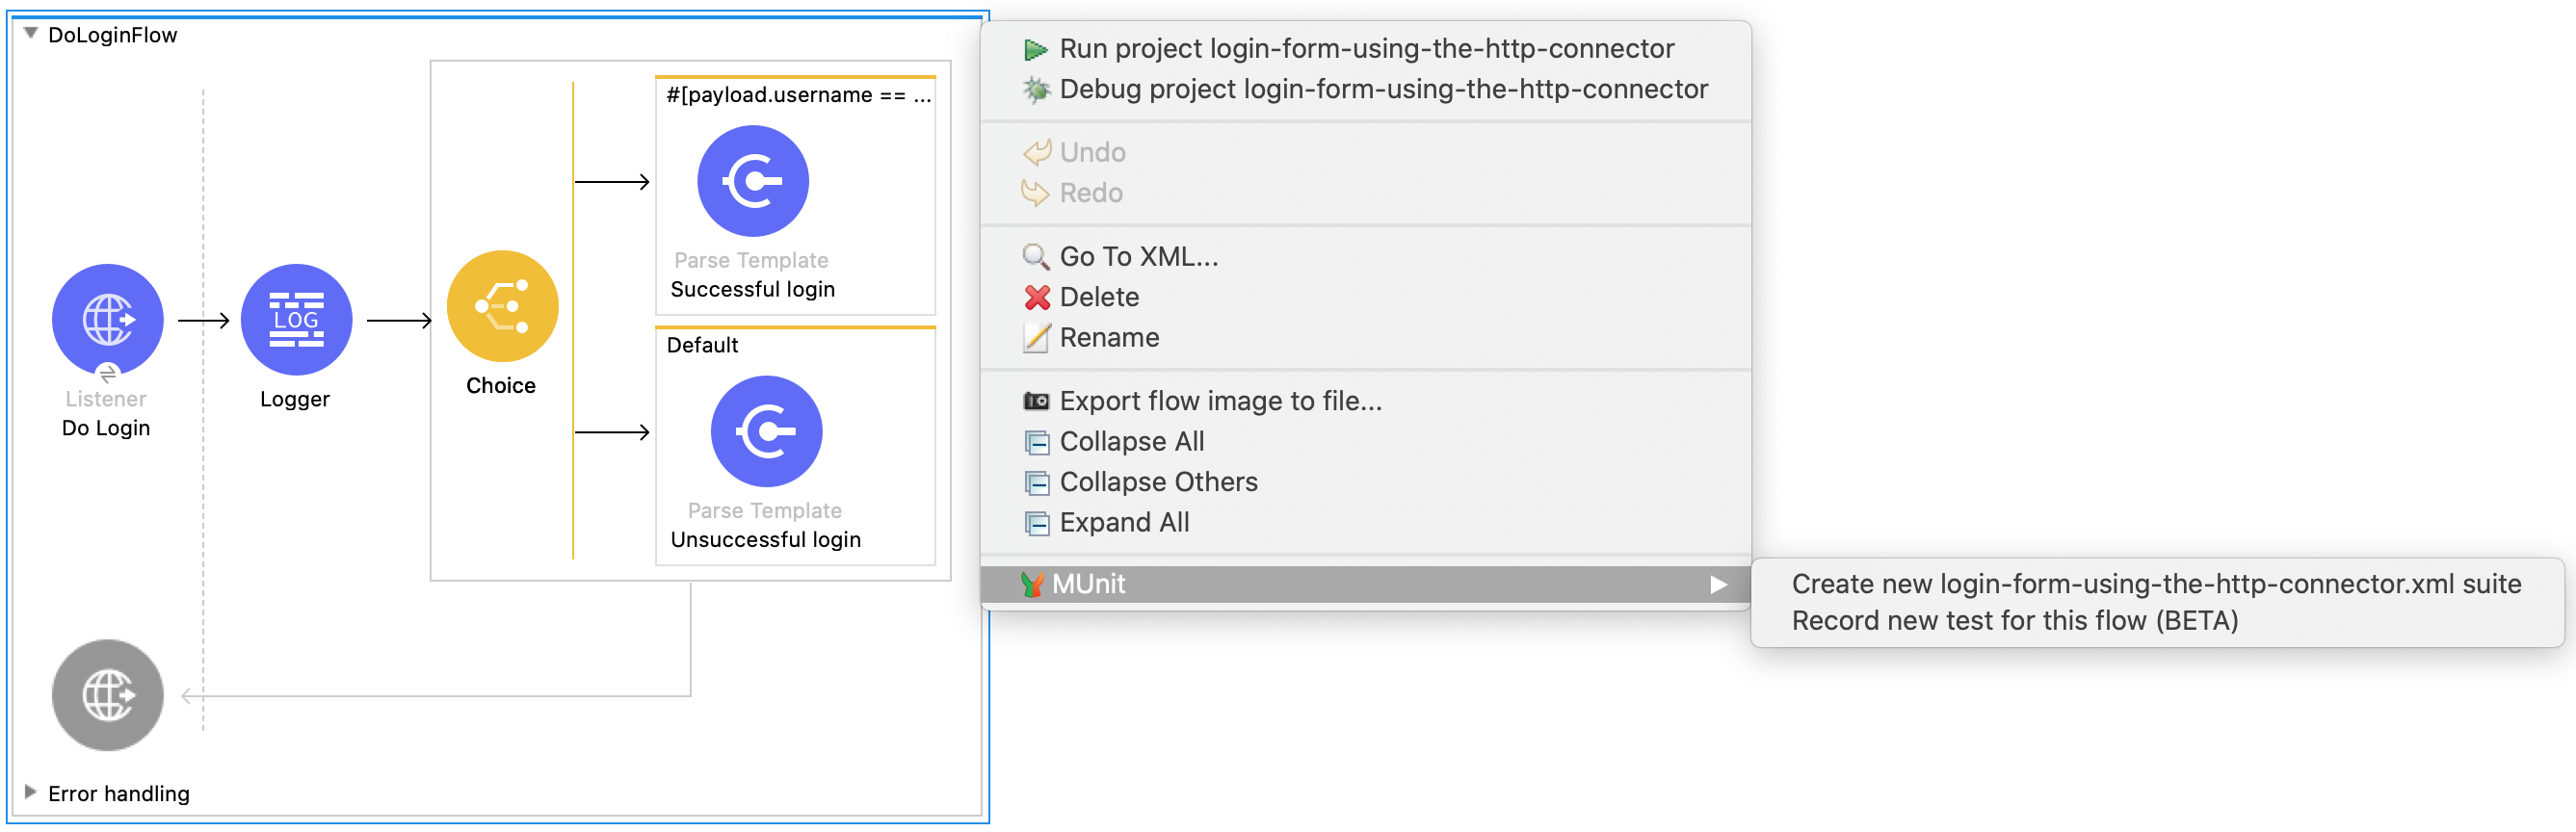 DoLoginFlow
#[payload.username == ...
Parse Template
Successful login
LOG
Listener
Do Login
Logger
Choice
Default
Parse Template
Unsuccessful login
Error handling
Run project login-form-using-the-http-connector
Debug project login-form-using-the-http-connector
Undo
Redo
Go To XML...
Delete
Rename
Export flow image to file...
Collapse All
Collapse Others
Expand All
MUnit
Create new login-form-using-the-http-connector.xml suite
Record new test for this flow (BETA)